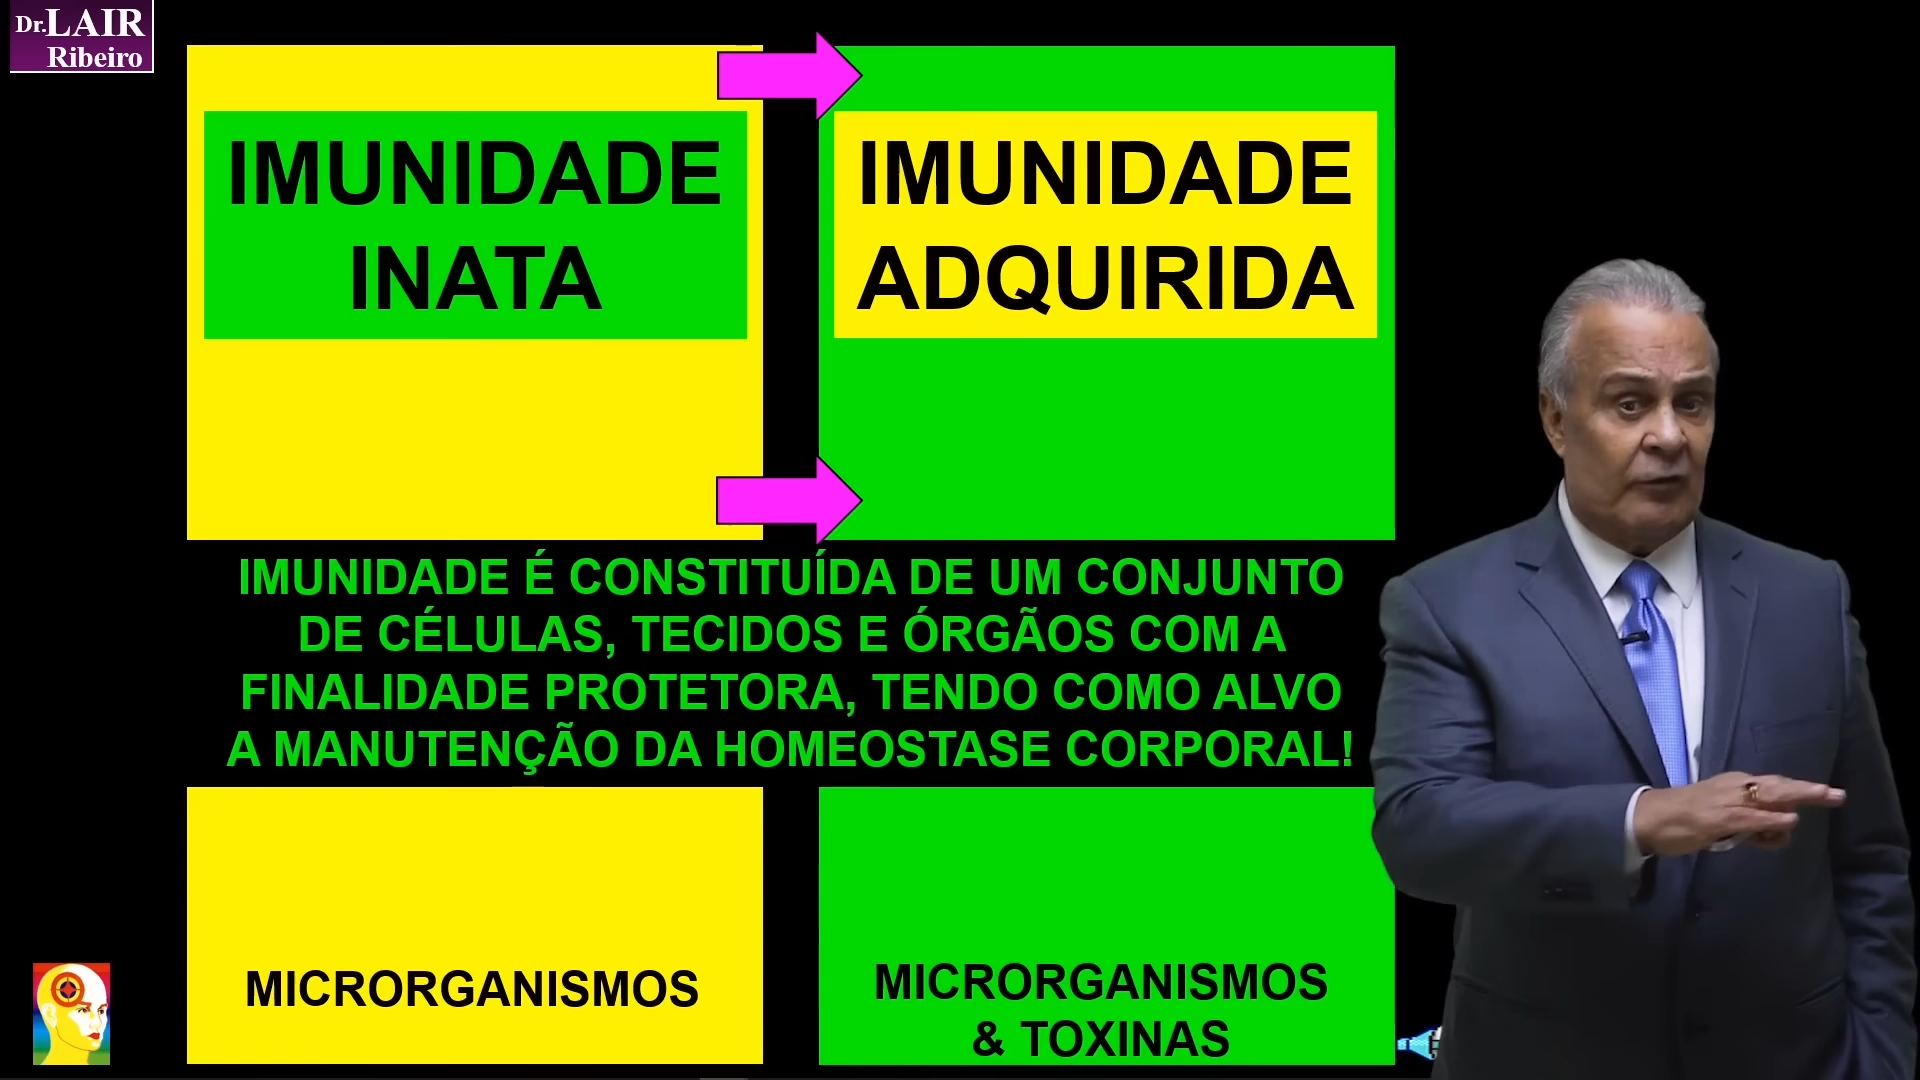 Dr. LAIR
Ribeiro
IMUNIDADE
INATA
IMUNIDADE
ADQUIRIDA
IMUNIDADE É CONSTITUÍDA DE UM CONJUNTO
DE CÉLULAS, TECIDOS E ÓRGÃOS COM A
FINALIDADE PROTETORA, TENDO COMO ALVO
A MANUTENÇÃO DA HOMEOSTASE CORPORAL!
MICRORGANISMOS
MICRORGANISMOS
& TOXINAS